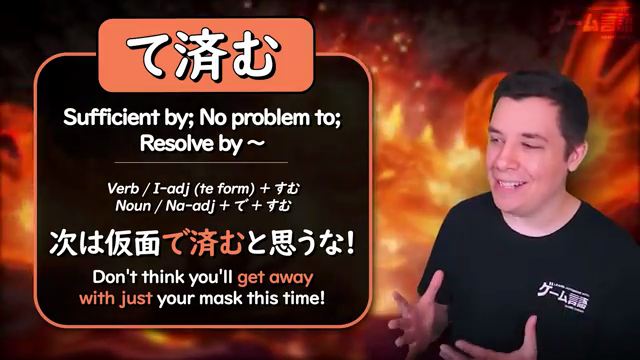 て済む
Sufficient by; No problem to;
Resolve by ～
Verb / I-adj (te form) + すむ
Noun / Na-adj + で + すむ
次は仮面で済むと思うな!
Don't think you'll get away
with just your mask this time!
ゲーム言語
ゲーム言語